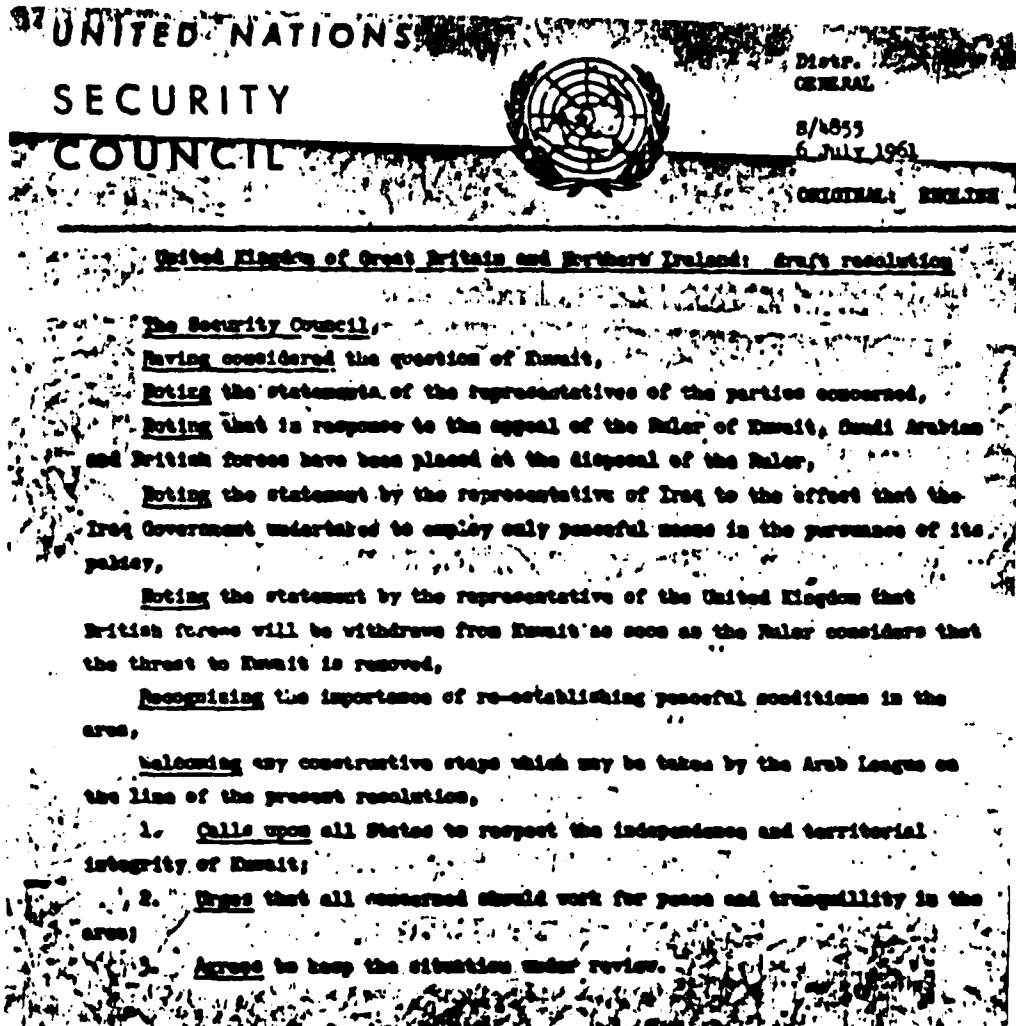 UNITED NATIONS
SECURITY
COUNCIL
Distr.
GENERAL
S/4855
6 July 1961
ORIGINAL: ENGLISH
United Kingdom of Great Britain and Northern Ireland: draft resolution
The Security Council,
Having considered the question of Kuwait,
Noting the statements of the representatives of the parties concerned,
Noting that in response to the appeal of the Ruler of Kuwait, Saudi Arabian
and British forces have been placed at the disposal of the Ruler,
Noting the statement by the representative of Iraq to the effect that the
Iraq Government undertaked to employ only peaceful means in the pursuance of its
policy,
Noting the statement by the representative of the United Kingdom that
British forces will be withdrawn from Kuwait as soon as the Ruler considers that
the threat to Kuwait is removed,
Recognizing the importance of re-establishing peaceful conditions in the
area,
Welcoming any constructive steps which may be taken by the Arab League on
the line of the present resolution,
1. Calls upon all States to respect the independence and territorial
integrity of Kuwait;
2. Urges that all concerned should work for peace and tranquillity in the
area;
3. Agrees to keep the situation under review.